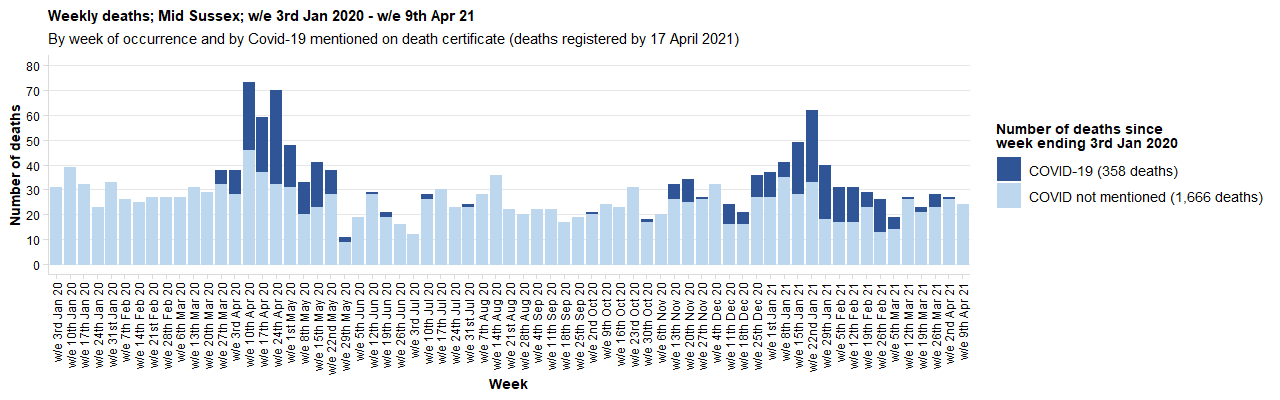 Weekly deaths; Mid Sussex; w/e 3rd Jan 2020 - w/e 9th Apr 21
By week of occurrence and by Covid-19 mentioned on death certificate (deaths registered by 17 April 2021)
80
70
60
50
40
30
20
10
0
Number of deaths
w/e 3rd Jan 20
w/e 10th Jan 20
w/e 17th Jan 20
w/e 24th Jan 20
w/e 31st Jan 20
w/e 7th Feb 20
w/e 14th Feb 20
w/e 21st Feb 20
w/e 28th Feb 20
w/e 6th Mar 20
w/e 13th Mar 20
w/e 20th Mar 20
w/e 27th Mar 20
w/e 3rd Apr 20
w/e 10th Apr 20
w/e 17th Apr 20
w/e 24th Apr 20
w/e 1st May 20
w/e 8th May 20
w/e 15th May 20
w/e 22nd May 20
w/e 29th May 20
w/e 5th Jun 20
w/e 12th Jun 20
w/e 19th Jun 20
w/e 26th Jun 20
w/e 3rd Jul 20
w/e 10th Jul 20
w/e 17th Jul 20
w/e 24th Jul 20
w/e 31st Jul 20
w/e 7th Aug 20
w/e 14th Aug 20
w/e 21st Aug 20
w/e 28th Aug 20
w/e 4th Sep 20
w/e 11th Sep 20
w/e 18th Sep 20
w/e 25th Sep 20
w/e 2nd Oct 20
w/e 9th Oct 20
w/e 16th Oct 20
w/e 23rd Oct 20
w/e 30th Oct 20
w/e 6th Nov 20
w/e 13th Nov 20
w/e 20th Nov 20
w/e 27th Nov 20
w/e 4th Dec 20
w/e 11th Dec 20
w/e 18th Dec 20
w/e 25th Dec 20
w/e 1st Jan 21
w/e 8th Jan 21
w/e 15th Jan 21
w/e 22nd Jan 21
w/e 29th Jan 21
w/e 5th Feb 21
w/e 12th Feb 21
w/e 19th Feb 21
w/e 26th Feb 21
w/e 5th Mar 21
w/e 12th Mar 21
w/e 19th Mar 21
w/e 26th Mar 21
w/e 2nd Apr 21
w/e 9th Apr 21
Week
Number of deaths since
week ending 3rd Jan 2020
COVID-19 (358 deaths)
COVID not mentioned (1,666 deaths)